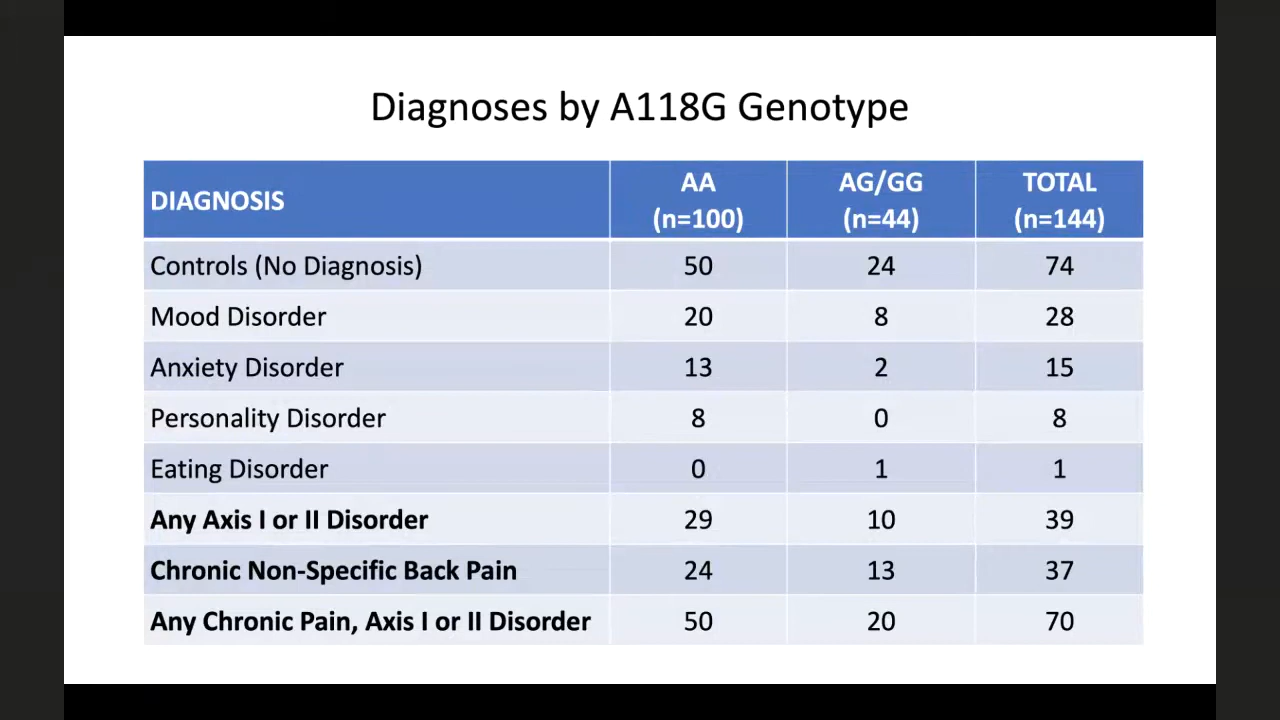 Diagnoses by A118G Genotype
DIAGNOSIS AA (n=100) AG/GG (n=44) TOTAL (n=144)
Controls (No Diagnosis) 50 24 74
Mood Disorder 20 8 28
Anxiety Disorder 13 2 15
Personality Disorder 8 0 8
Eating Disorder 0 1 1
Any Axis I or II Disorder 29 10 39
Chronic Non-Specific Back Pain 24 13 37
Any Chronic Pain, Axis I or II Disorder 50 20 70